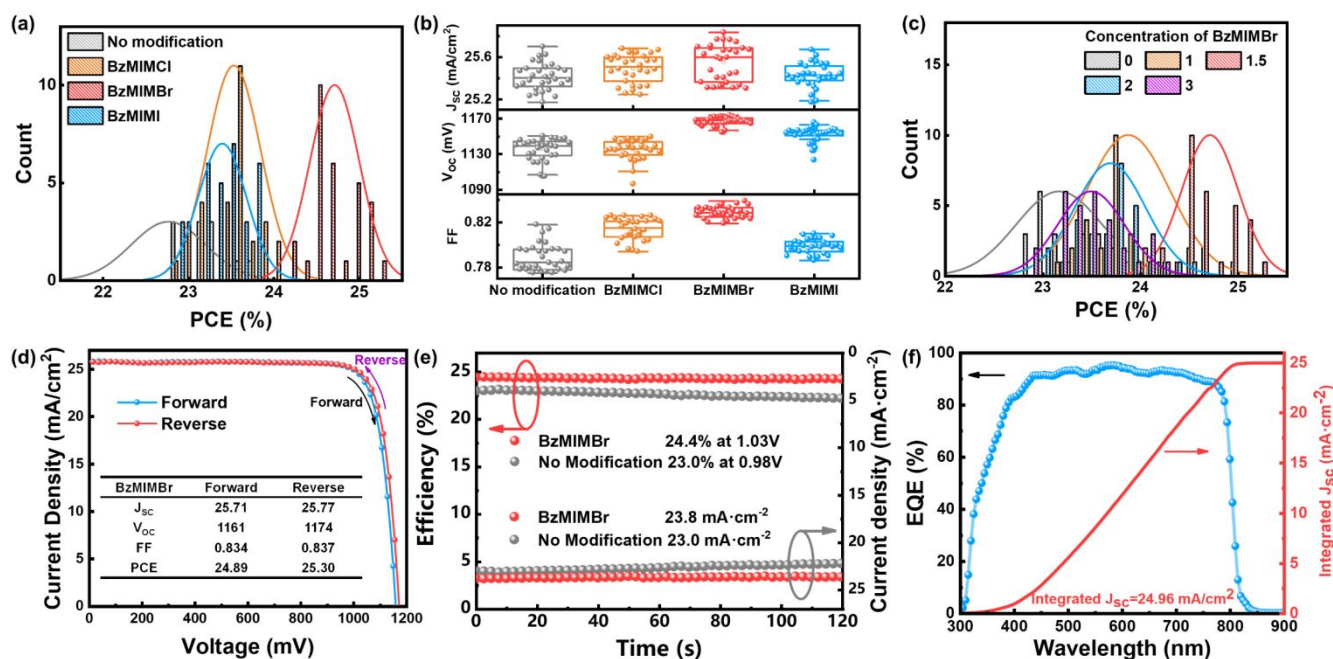 (a)
No modification
BzMIMCl
BzMIMBr
BzMIMI
Count
10
5
0
22
23
24
25
PCE (%)
(b)
J_SC (mA/cm²)
25.6
25.2
V_OC (mV)
1170
1130
1090
FF
0.82
0.78
No modification BzMIMCl BzMIMBr BzMIMI
(c)
Concentration of BzMIMBr
0 1 1.5
2 3
Count
15
10
5
0
22
23
24
25
PCE (%)
(d)
Current Density (mA/cm²)
25
20
15
10
5
0
Reverse
Forward
Forward
Reverse
BzMIMBr Forward Reverse
J_SC 25.71 25.77
V_OC 1161 1174
FF 0.834 0.837
PCE 24.89 25.30
0 200 400 600 800 1000 1200
Voltage (mV)
(e)
Efficiency (%)
25
20
15
10
5
0
BzMIMBr 24.4% at 1.03V
No Modification 23.0% at 0.98V
BzMIMBr 23.8 mA·cm⁻²
No Modification 23.0 mA·cm⁻²
0
5
10
15
20
25
Current density (mA·cm⁻²)
0 20 40 60 80 100 120
Time (s)
(f)
EQE (%)
100
80
60
40
20
0
25
20
15
10
5
0
Integrated J_SC (mA·cm⁻²)
Integrated J_SC=24.96 mA/cm²
300 400 500 600 700 800 900
Wavelength (nm)